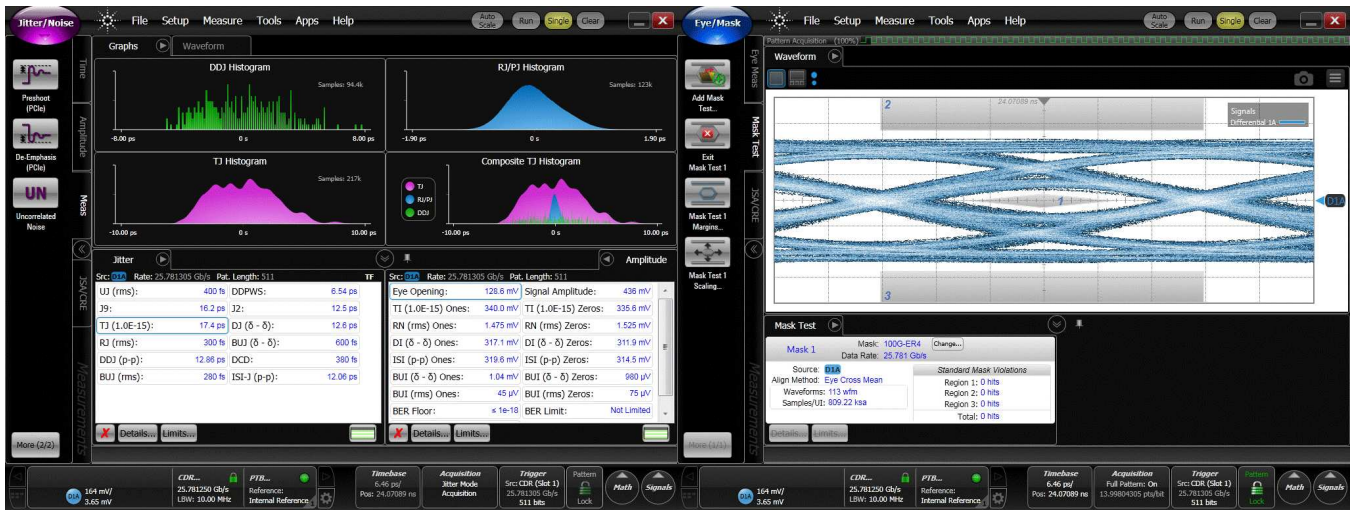 Jitter/Noise
File Setup Measure Tools Apps Help
Auto Scale Run Single Clear
Graphs Waveform
Preshoot (PCIe)
De-Emphasis (PCIe)
UN
Uncorrelated Noise
More (2/2)
Time
Amplitude
Meas
JSA/CRE
Measurements
DDJ Histogram
Samples: 94.4k
-8.00 ps 0 s 8.00 ps
RJ/PJ Histogram
Samples: 123k
-1.90 ps 0 s 1.90 ps
TJ Histogram
Samples: 217k
-10.00 ps 0 s 10.00 ps
Composite TJ Histogram
TJ
RJ/PJ
DDJ
-10.00 ps 0 s 10.00 ps
Jitter
Src: D1A Rate: 25.781305 Gb/s Pat. Length: 511 TF
UJ (rms): 400 fs DDPWS: 6.54 ps
J9: 16.2 ps J2: 12.5 ps
TJ (1.0E-15): 17.4 ps DJ (δ - δ): 12.6 ps
RJ (rms): 300 fs BUJ (δ - δ): 600 fs
DDJ (p-p): 12.86 ps DCD: 380 fs
BUJ (rms): 280 fs ISI-J (p-p): 12.06 ps
Details... Limits...
Amplitude
Src: D1A Rate: 25.781305 Gb/s Pat. Length: 511
Eye Opening: 128.6 mV Signal Amplitude: 436 mV
TI (1.0E-15) Ones: 340.0 mV TI (1.0E-15) Zeros: 335.6 mV
RN (rms) Ones: 1.475 mV RN (rms) Zeros: 1.525 mV
DI (δ - δ) Ones: 317.1 mV DI (δ - δ) Zeros: 311.9 mV
ISI (p-p) Ones: 319.6 mV ISI (p-p) Zeros: 314.5 mV
BUI (δ - δ) Ones: 1.04 mV BUI (δ - δ) Zeros: 980 µV
BUI (rms) Ones: 45 µV BUI (rms) Zeros: 75 µV
BER Floor: ≤ 1e-18 BER Limit: Not Limited
Details... Limits...
D1A 164 mV/
3.65 mV
CDR...
25.781250 Gb/s
LBW: 10.00 MHz
PTB...
Reference:
Internal Reference
Timebase
6.46 ps/
Pos: 24.07089 ns
Acquisition
Jitter Mode
Acquisition
Trigger
Src: CDR (Slot 1)
25.781305 Gb/s
511 bits
Pattern
Lock
Math
Signals
Eye/Mask
File Setup Measure Tools Apps Help
Auto Scale Run Single Clear
Pattern Acquisition (100%)
Waveform
Add Mask Test...
Exit Mask Test 1
Mask Test 1 Margins...
Mask Test 1 Scaling...
More (1/1)
Eye Meas
Mask Test
JSA/CRE
Measurements
24.07089 ns
Signals
Differential 1A
2
1
3
D1A
Mask Test
Mask 1
Mask: 100G-ER4 Change...
Data Rate: 25.781 Gb/s
Source: D1A
Align Method: Eye Cross Mean
Waveforms: 113 wfm
Samples/UI: 809.22 ksa
Standard Mask Violations
Region 1: 0 hits
Region 2: 0 hits
Region 3: 0 hits
Total: 0 hits
Details... Limits...
D1A 164 mV/
3.65 mV
CDR...
25.781250 Gb/s
LBW: 10.00 MHz
PTB...
Reference:
Internal Reference
Timebase
6.46 ps/
Pos: 24.07089 ns
Acquisition
Full Pattern: On
13.99804305 pts/bit
Trigger
Src: CDR (Slot 1)
25.781305 Gb/s
511 bits
Pattern
Lock
Math
Signals